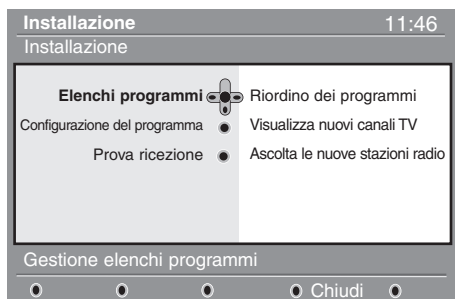 Installazione 11:46
Installazione
Elenchi programmi Riordino dei programmi
Configurazione del programma Visualizza nuovi canali TV
Prova ricezione Ascolta le nuove stazioni radio
Gestione elenchi programmi
Chiudi